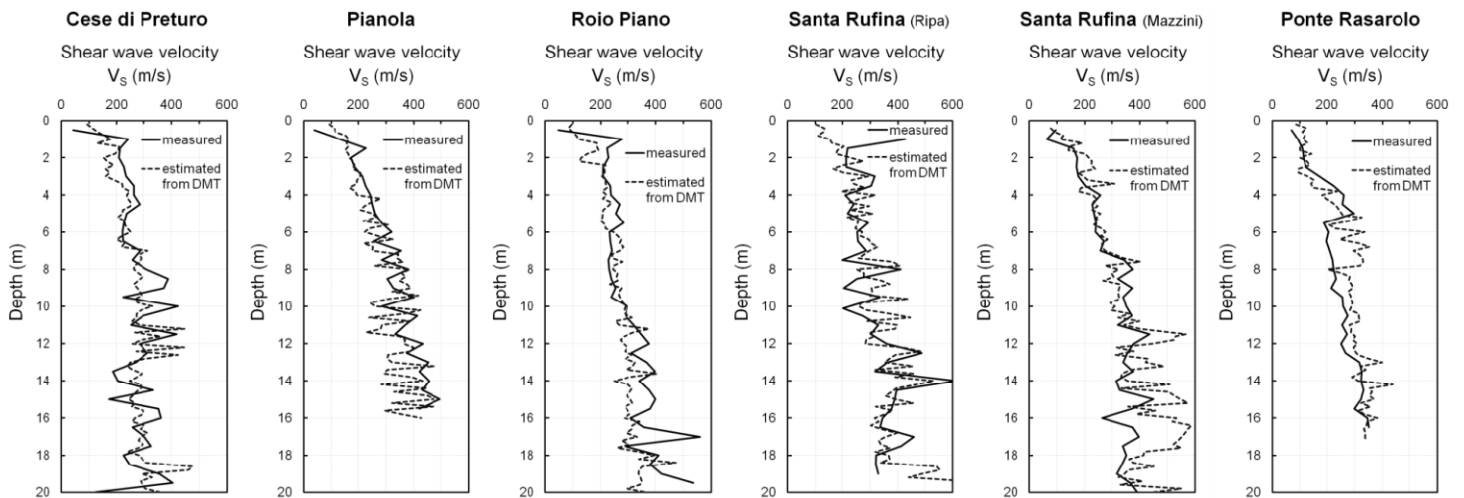 Cese di Preturo
Shear wave velocity
V_S (m/s)
0 200 400 600
Depth (m)
0
2
4
6
8
10
12
14
16
18
20
measured
estimated
from DMT
Pianola
Shear wave velocity
V_S (m/s)
0 200 400 600
Depth (m)
0
2
4
6
8
10
12
14
16
18
20
measured
estimated
from DMT
Roio Piano
Shear wave velocity
V_S (m/s)
0 200 400 600
Depth (m)
0
2
4
6
8
10
12
14
16
18
20
measured
estimated
from DMT
Santa Rufina (Ripa)
Shear wave velocity
V_S (m/s)
0 200 400 600
Depth (m)
0
2
4
6
8
10
12
14
16
18
20
measured
estimated
from DMT
Santa Rufina (Mazzini)
Shear wave velocity
V_S (m/s)
0 200 400 600
Depth (m)
0
2
4
6
8
10
12
14
16
18
20
measured
estimated
from DMT
Ponte Rasarolo
Shear wave velocity
V_S (m/s)
0 200 400 600
Depth (m)
0
2
4
6
8
10
12
14
16
18
20
measured
estimated
from DMT